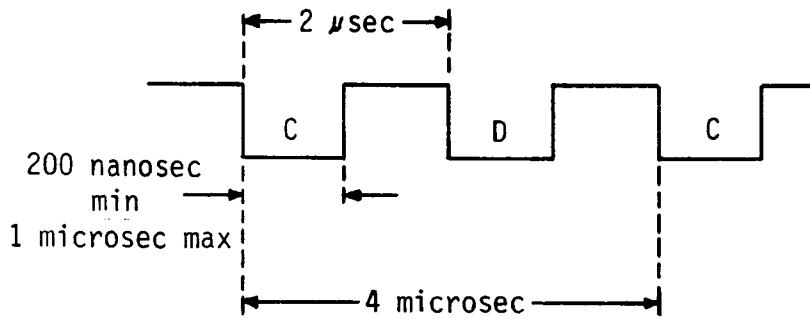 2 μsec
C
D
C
200 nanosec
min
1 microsec max
4 microsec